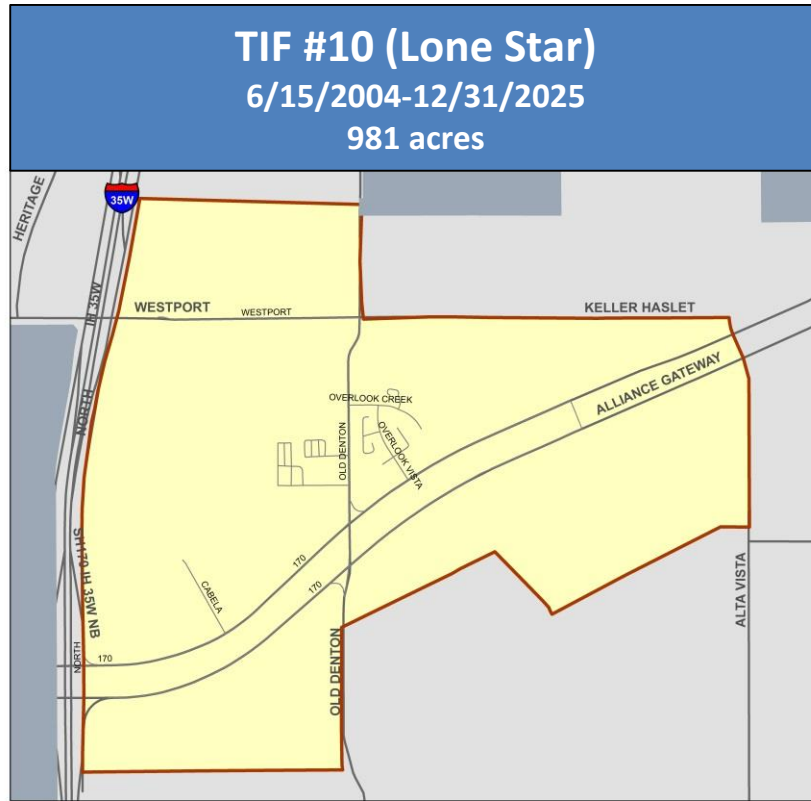 TIF #10 (Lone Star)
6/15/2004-12/31/2025
981 acres
HERITAGE
35W
IH 35W
WESTPORT
WESTPORT
KELLER HASLET
NORTH
ALLIANCE GATEWAY
OVERLOOK CREEK
OLD DENTON
OVERLOOK VISTA
SH170 IH 35W NB
170
170
CABELA
ALTA VISTA
NORTH
170
OLD DENTON